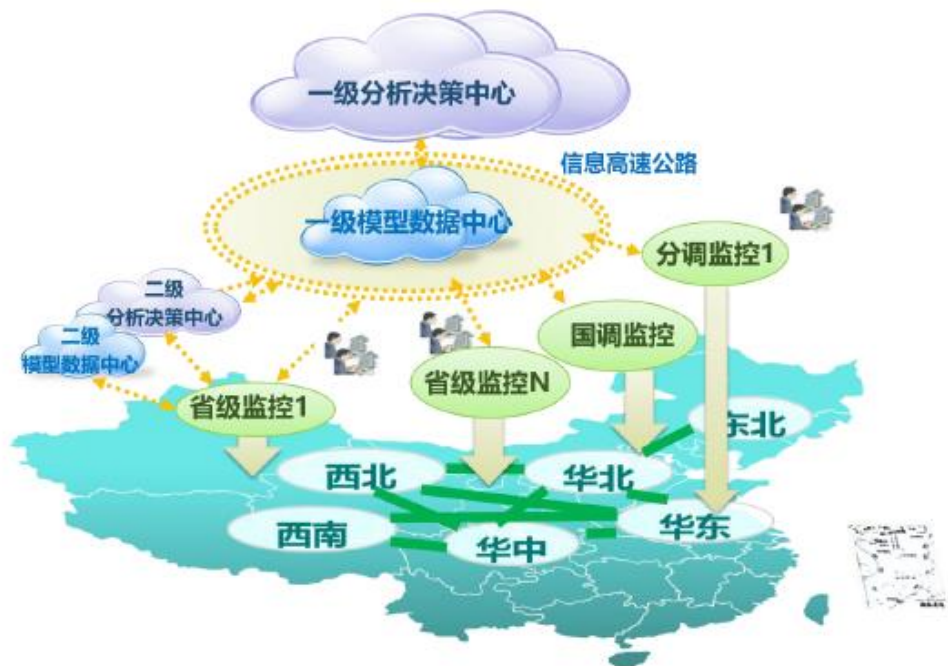 一级分析决策中心
信息高速公路
一级模型数据中心
分调监控1
二级
分析决策中心
二级
模型数据中心
国调监控
省级监控N
省级监控1
东北
西北
华北
西南
华中
华东